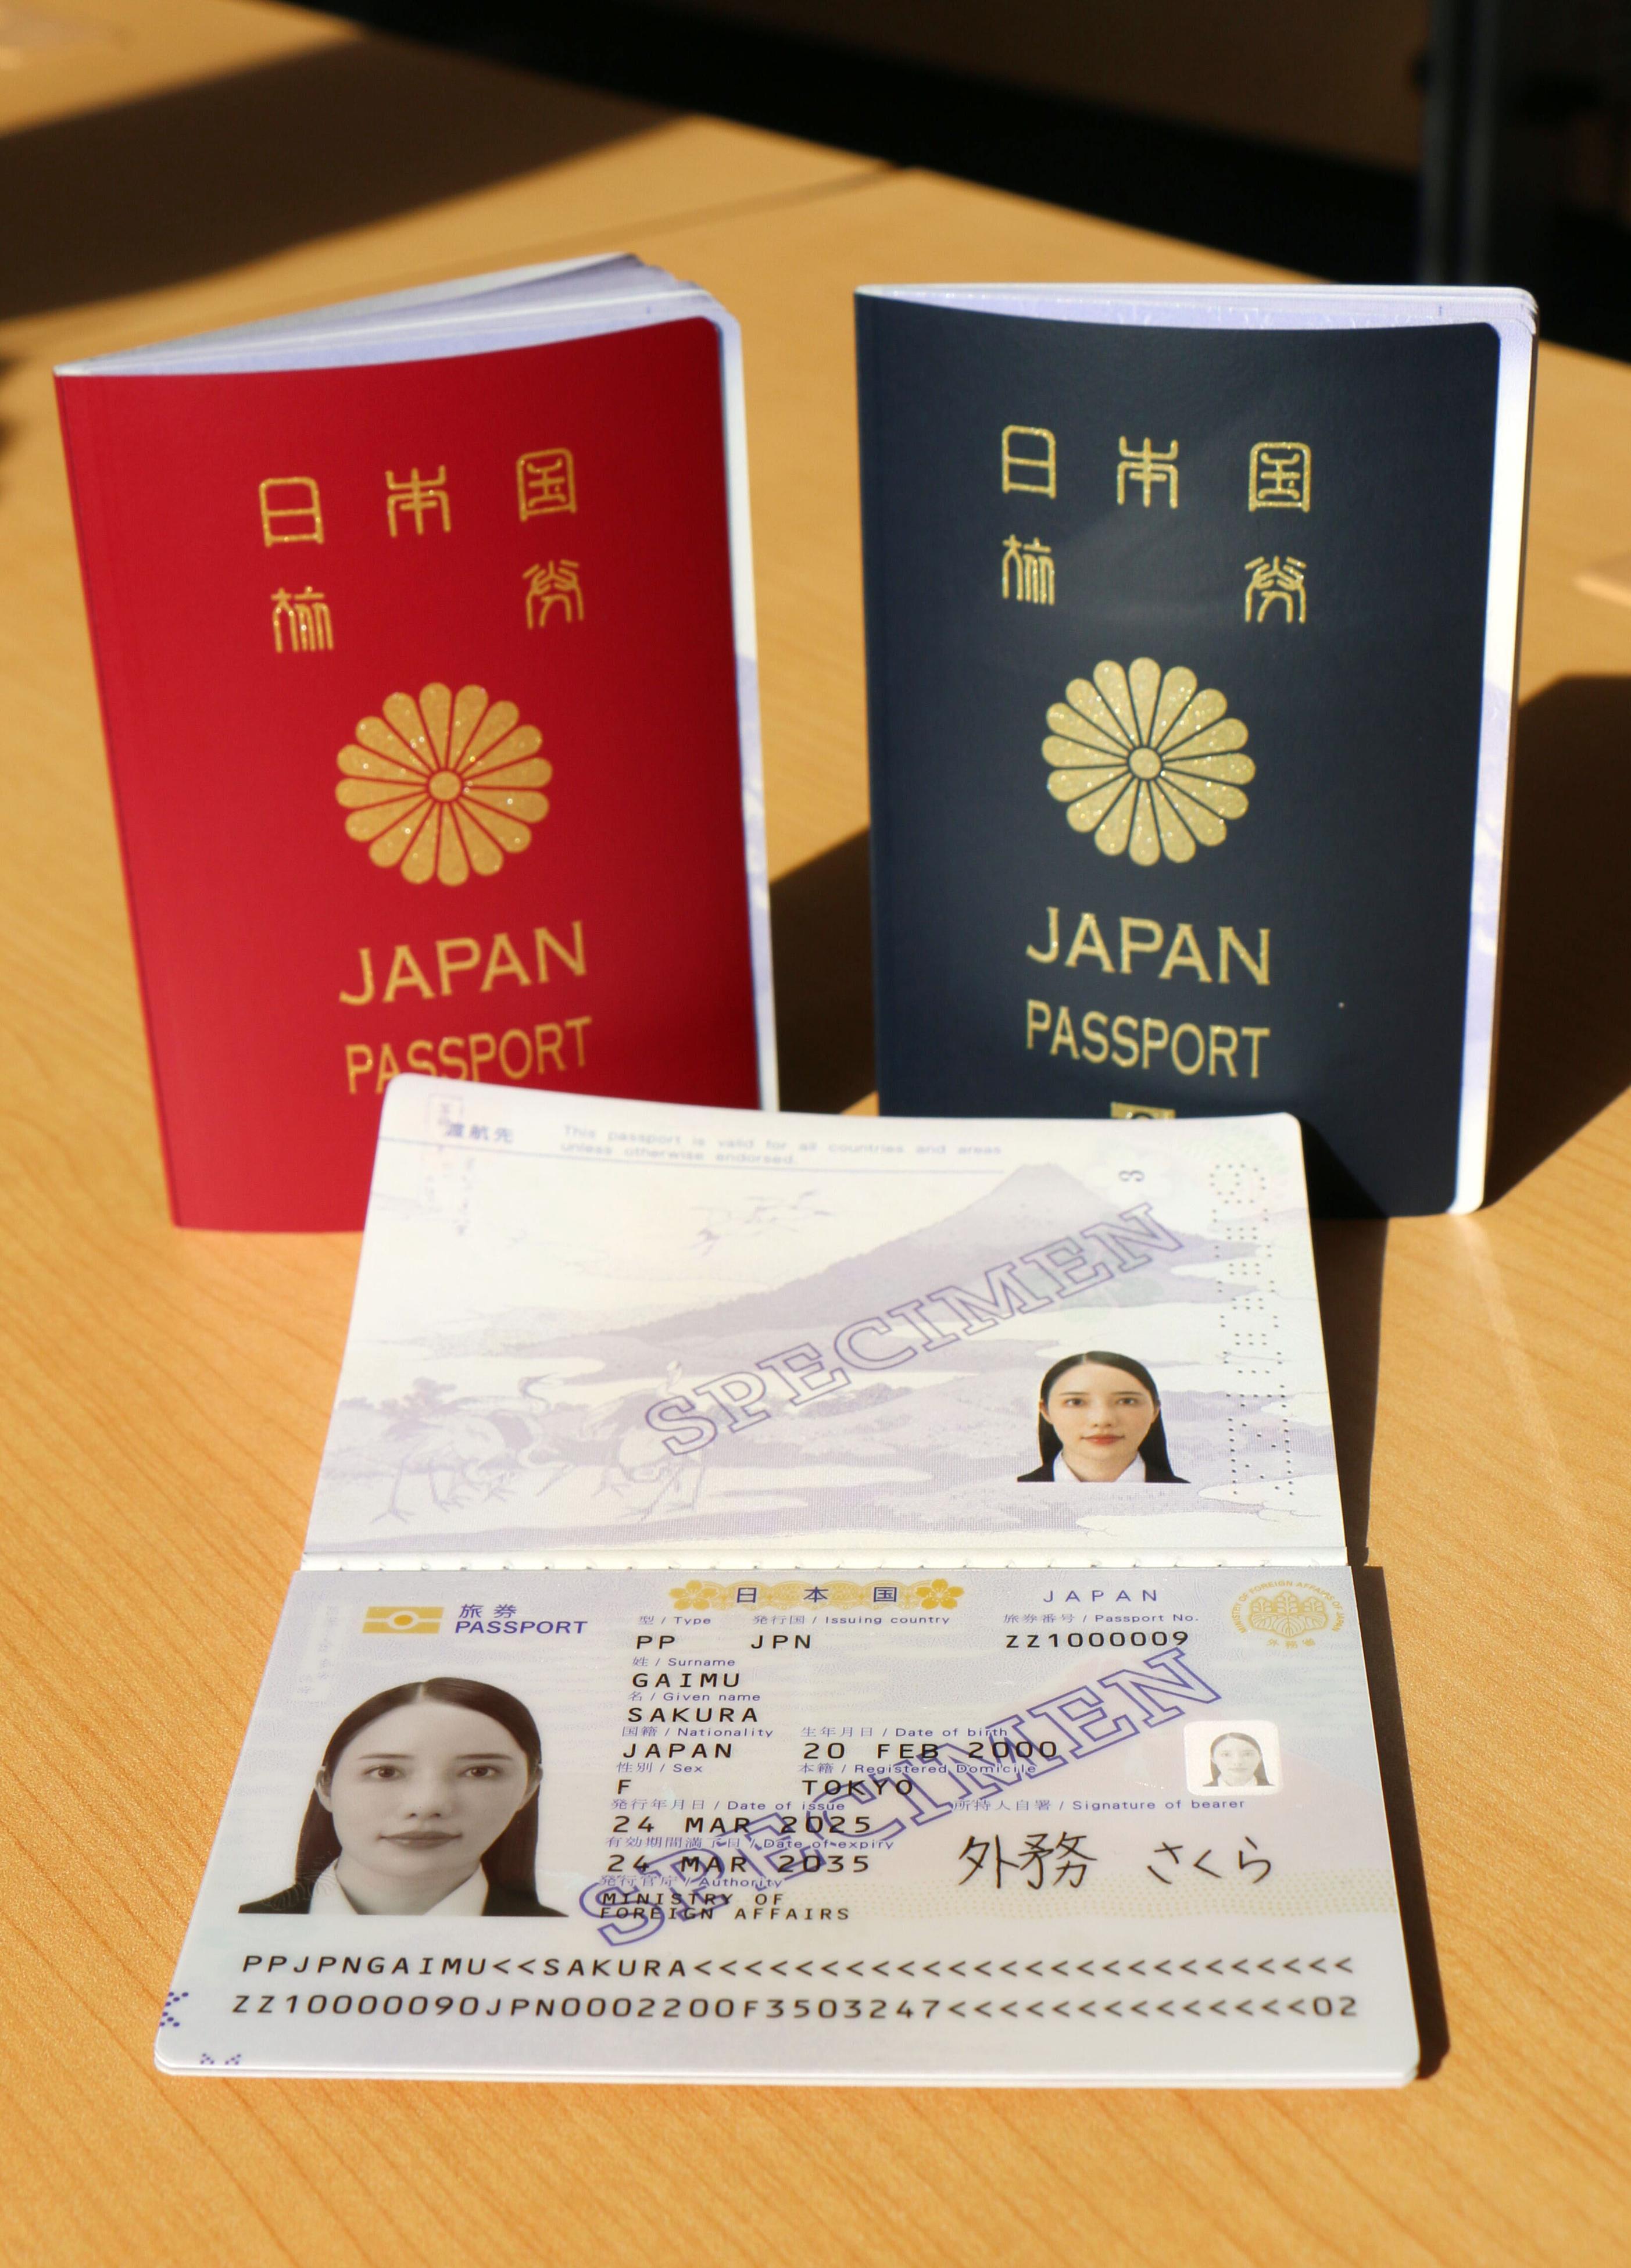 日本国
旅券
JAPAN
PASSPORT
日本国
旅券
JAPAN
PASSPORT
渡航先
This passport is valid for all countries and areas
unless otherwise endorsed.
3
SPECIMEN
旅券
PASSPORT
日本国
JAPAN
型 / Type
発行国 / Issuing country
旅券番号 / Passport No.
PP
JPN
ZZ1000009
MINISTRY OF FOREIGN AFFAIRS OF JAPAN
外務省
姓 / Surname
GAIMU
名 / Given name
SAKURA
国籍 / Nationality
生年月日 / Date of birth
JAPAN
20 FEB 2000
性別 / Sex
本籍 / Registered Domicile
F
TOKYO
発行年月日 / Date of issue
所持人自署 / Signature of bearer
24 MAR 2025
外務 さくら
有効期間満了日 / Date of expiry
24 MAR 2035
発行官庁 / Authority
MINISTRY OF
FOREIGN AFFAIRS
SPECIMEN
PPJPNGAIMU<<SAKURA<<<<<<<<<<<<<<<<<<<<<<<<<<
ZZ10000090JPN0002200F3503247<<<<<<<<<<<<<<02